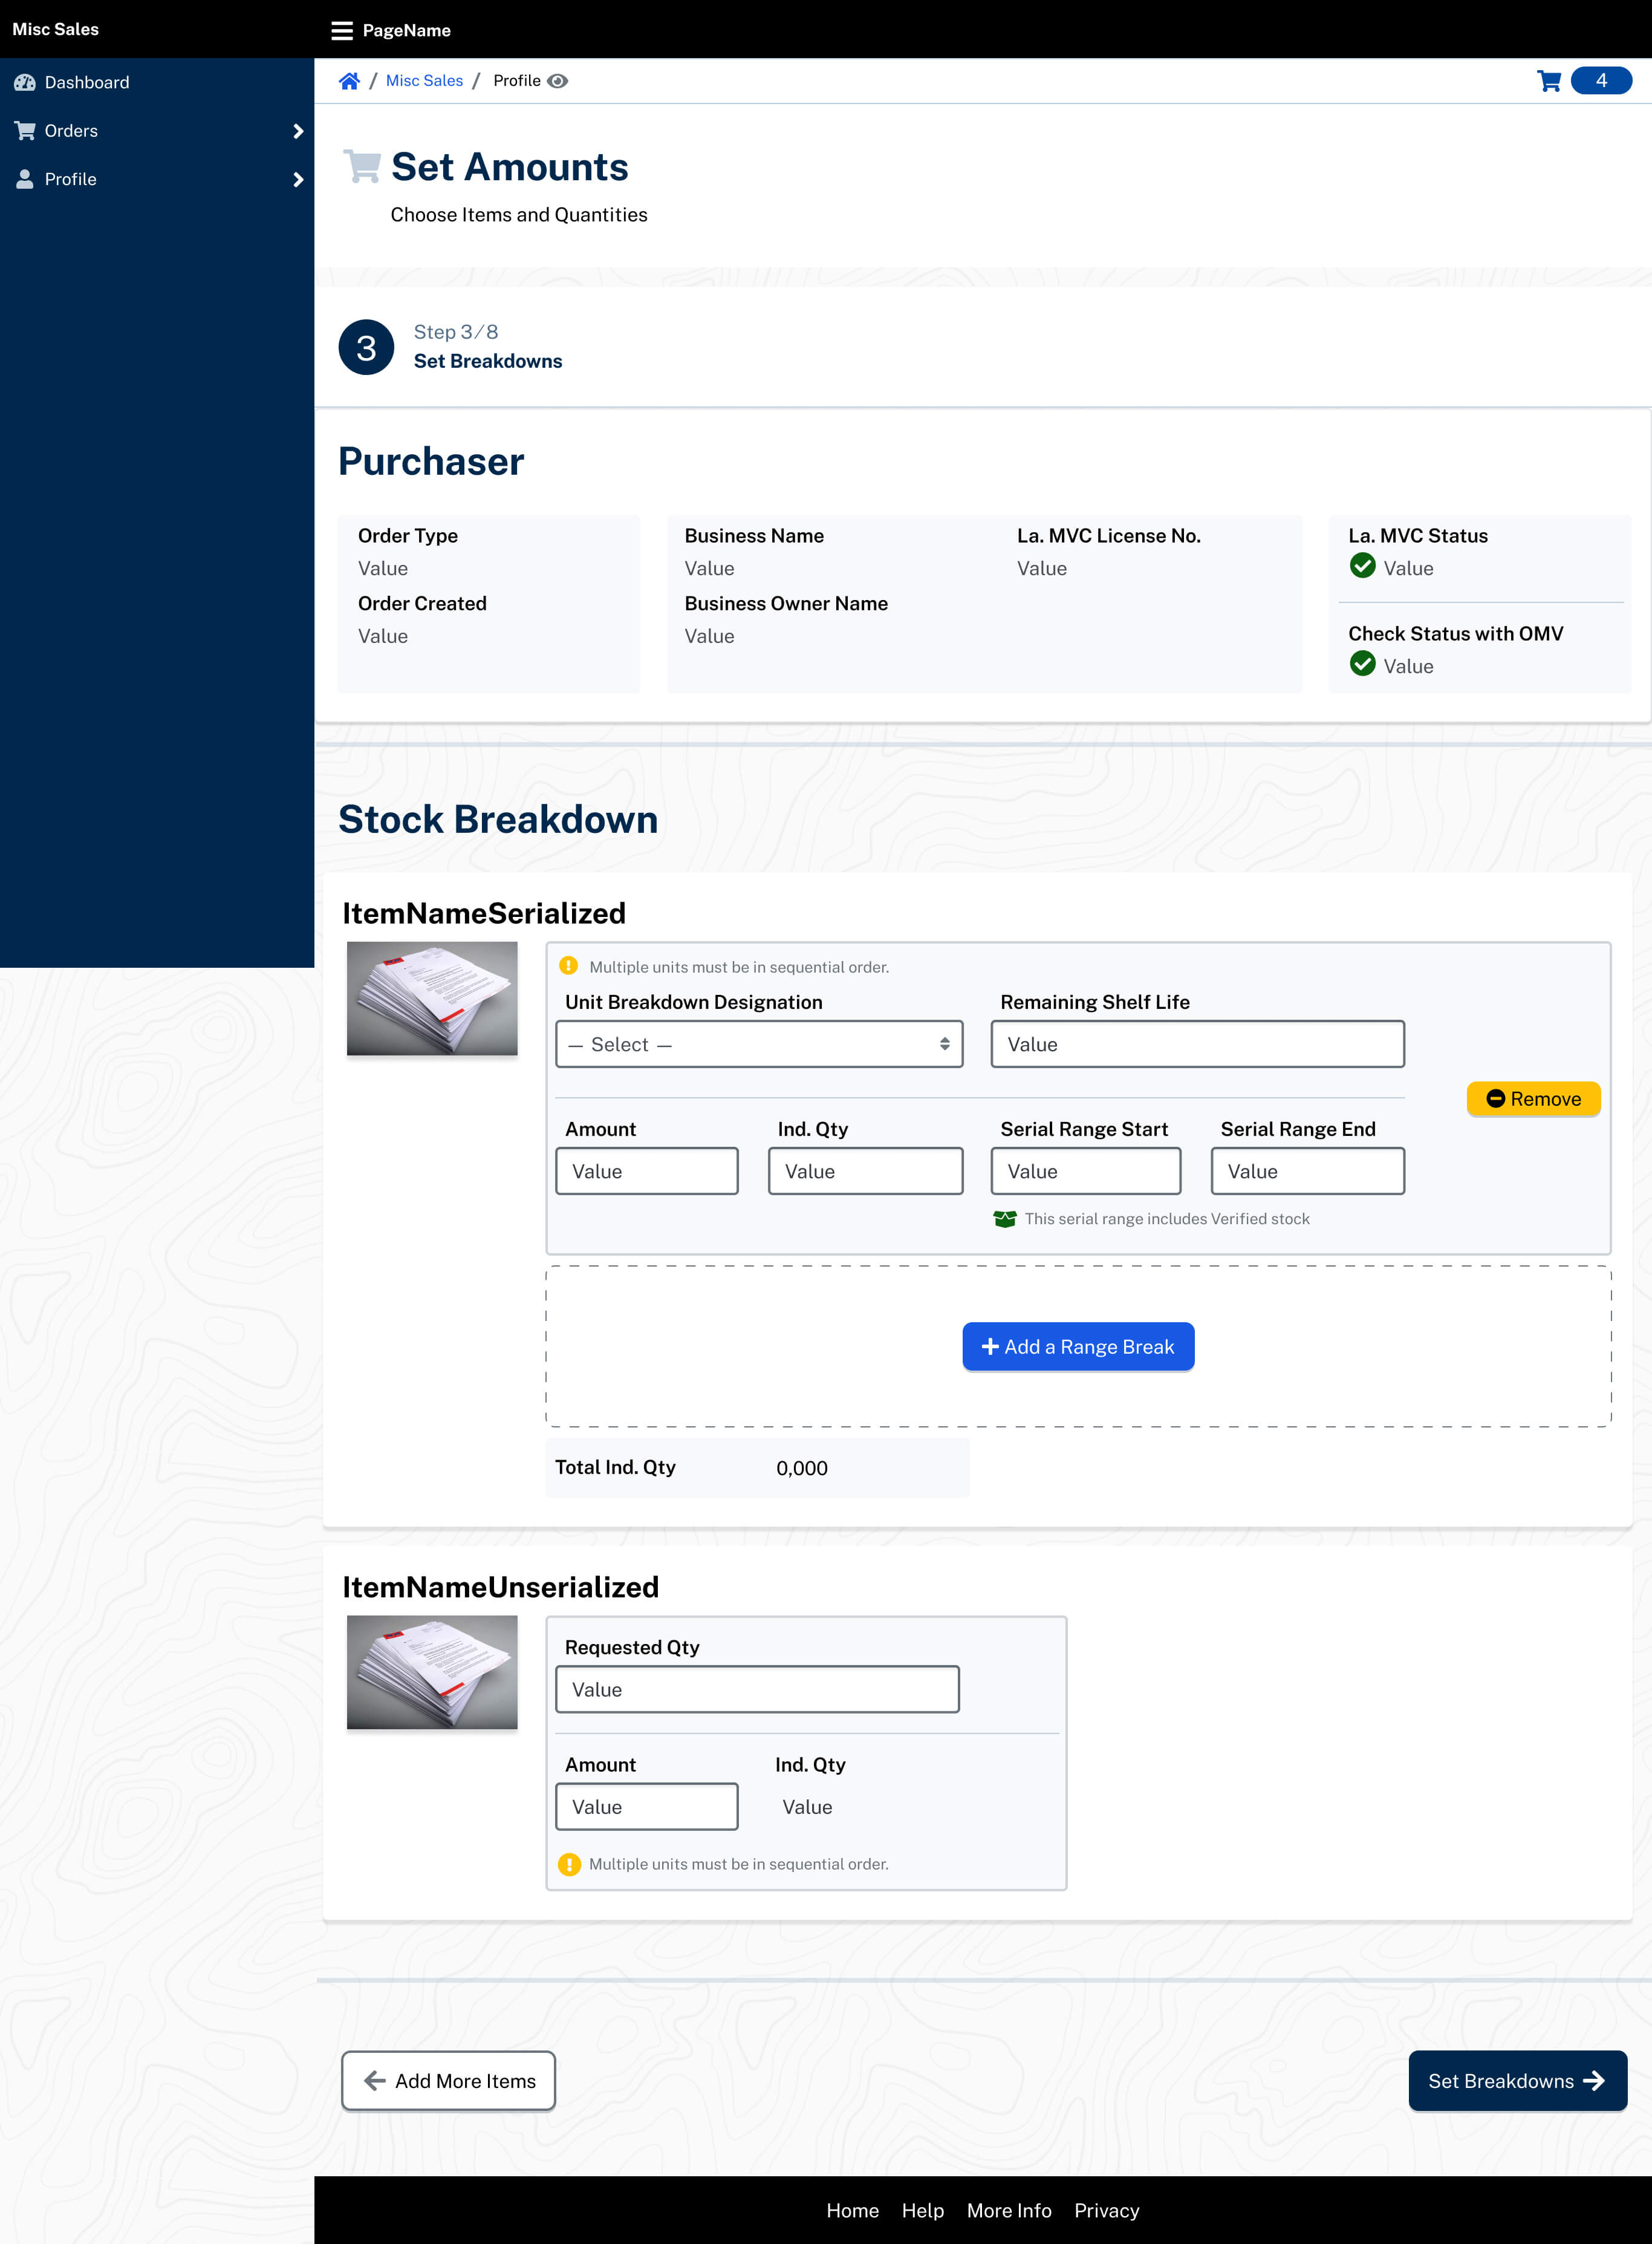 Misc Sales
PageName
Dashboard
Orders
Profile
/ Misc Sales / Profile
4
Set Amounts
Choose Items and Quantities
3
Step 3/8
Set Breakdowns
Purchaser
Order Type
Value
Order Created
Value
Business Name
Value
Business Owner Name
Value
La. MVC License No.
Value
La. MVC Status
Value
Check Status with OMV
Value
Stock Breakdown
ItemNameSerialized
Multiple units must be in sequential order.
Unit Breakdown Designation
— Select —
Remaining Shelf Life
Value
Remove
Amount
Value
Ind. Qty
Value
Serial Range Start
Value
Serial Range End
Value
This serial range includes Verified stock
Add a Range Break
Total Ind. Qty 0,000
ItemNameUnserialized
Requested Qty
Value
Amount
Value
Ind. Qty
Value
Multiple units must be in sequential order.
Add More Items
Set Breakdowns
Home Help More Info Privacy